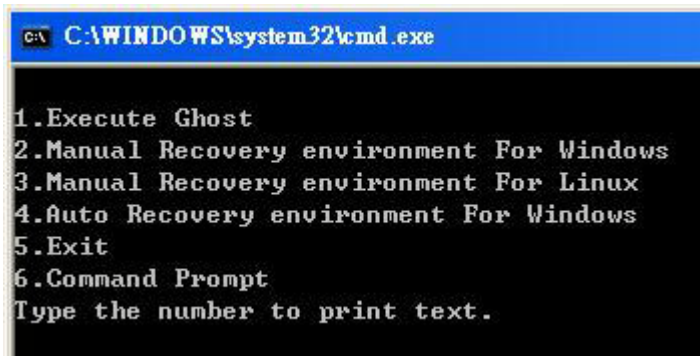 C:\WINDOWS\system32\cmd.exe
1.Execute Ghost
2.Manual Recovery environment For Windows
3.Manual Recovery environment For Linux
4.Auto Recovery environment For Windows
5.Exit
6.Command Prompt
Type the number to print text.